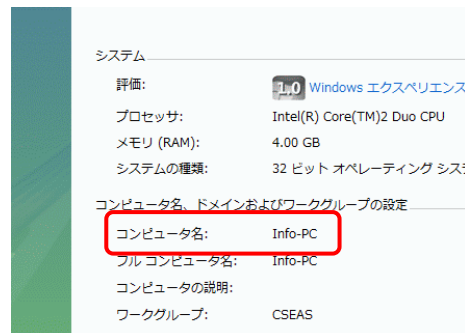 システム
評価: 1.0 Windows エクスペリエンス
プロセッサ: Intel(R) Core(TM)2 Duo CPU
メモリ (RAM): 4.00 GB
システムの種類: 32 ビット オペレーティング シス
コンピュータ名、ドメインおよびワークグループの設定
コンピュータ名: Info-PC
フル コンピュータ名: Info-PC
コンピュータの説明:
ワークグループ: CSEAS